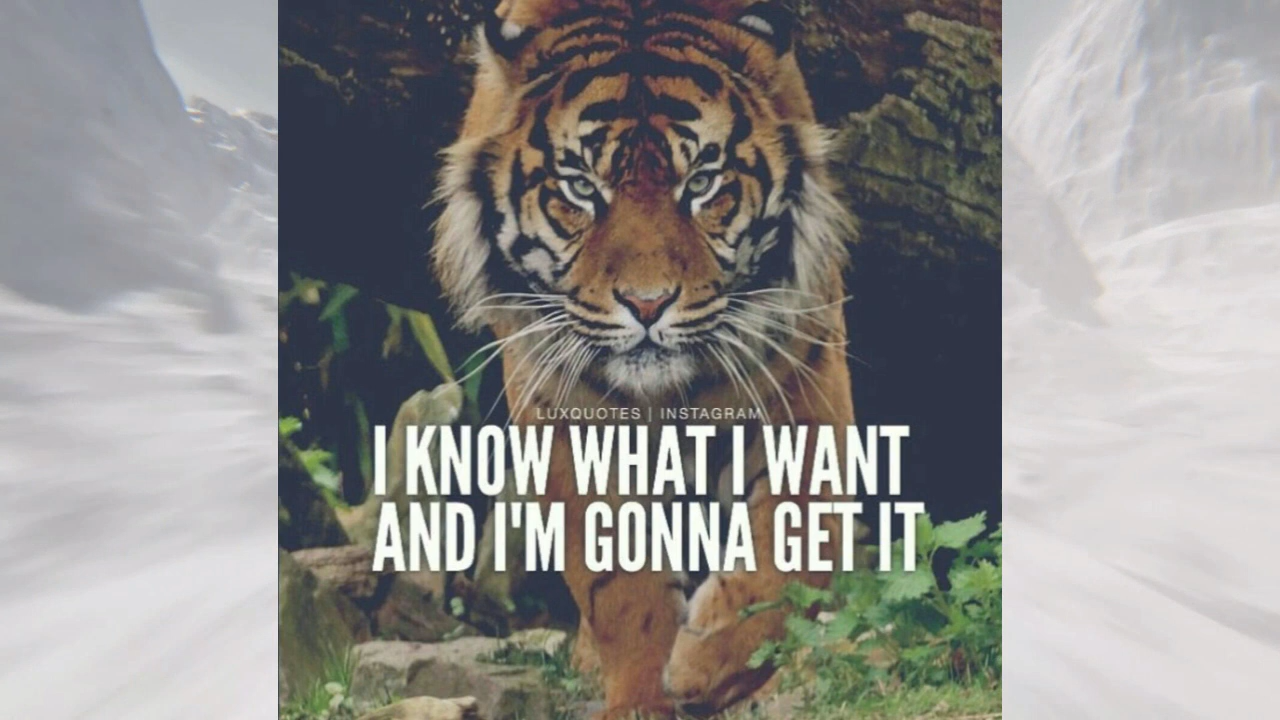 LUXQUOTES | INSTAGRAM
I KNOW WHAT I WANT
AND I'M GONNA GET IT